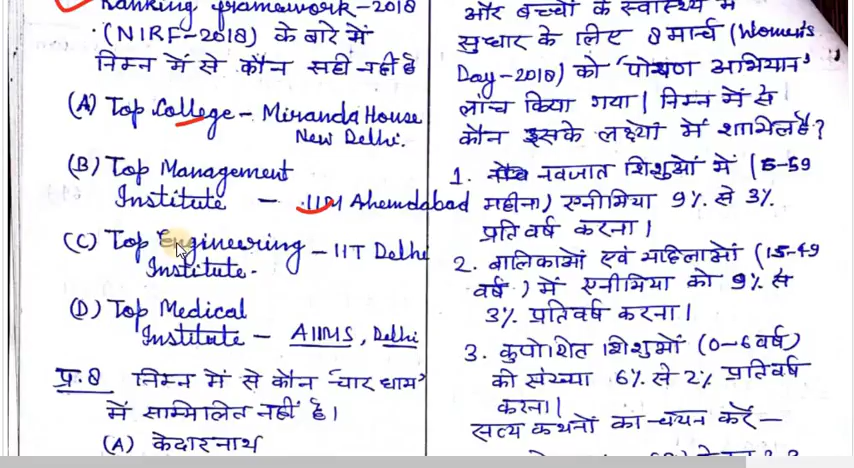 Ranking framework-2018
(NIRF-2018) के बारे में
निम्न में से कौन सही नही है
(A) Top College - Miranda House
New Delhi.
(B) Top Management
Institute - IIM Ahemdabad
(C) Top Engineering - IIT Delhi
Institute.
(D) Top Medical
Institute - AIIMS, Delhi
प्र.8 निम्न में से कौन 'चार धाम'
में सम्मिलित नहीं है।
(A) केदारनाथ
और बच्चों के स्वास्थ्य में
सुधार के लिए 8 मार्च (Women's
Day-2018) को 'पोषण अभियान'
लांच किया गया। निम्न में से
कौन इसके लक्ष्यों में शामिल है?
1. नवजात शिशुओं में (5-59
महीना) एनीमिया 9% से 3%
प्रति वर्ष करना।
2. बालिकाओं एवं महिलाओं (15-49
वर्ष) में एनीमिया को 9% से
3% प्रतिवर्ष करना।
3. कुपोशित शिशुओं (0-6 वर्ष)
की संख्या 6% से 2% प्रतिवर्ष
करना।
सत्य कथनों का चयन करें-